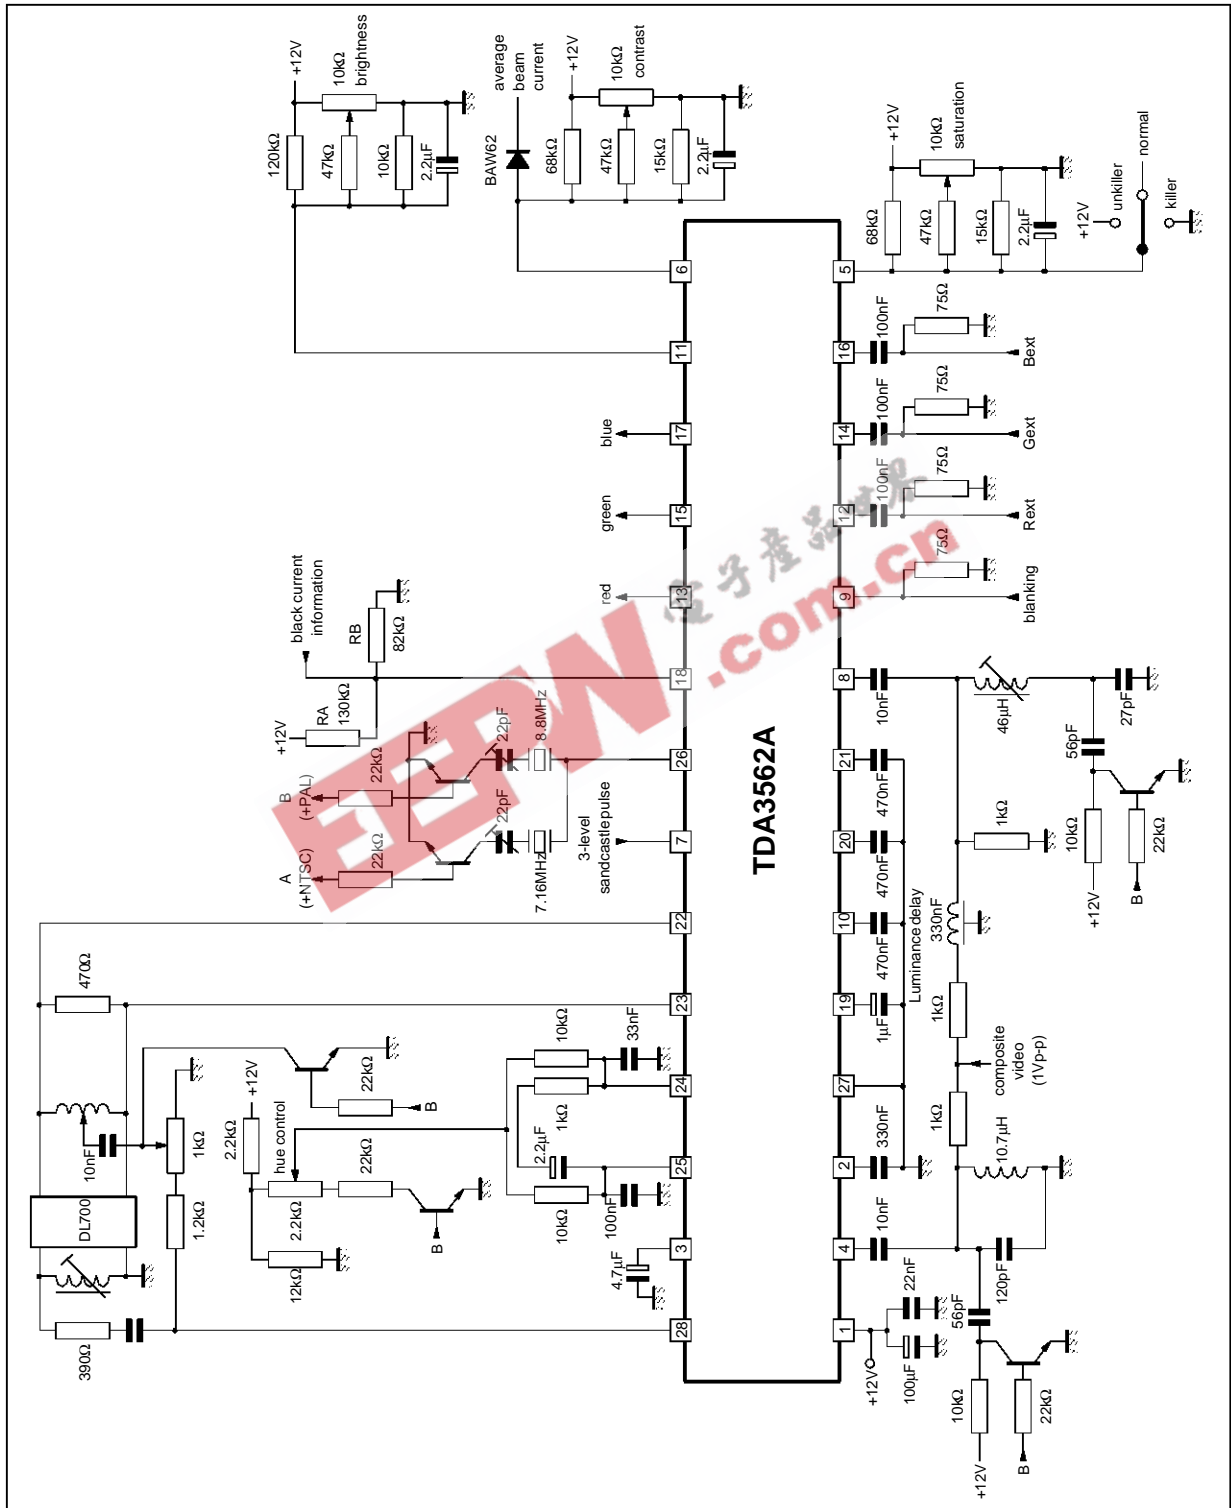 +12V
10kΩ
brightness
120kΩ
47kΩ
10kΩ
2.2µF
average
beam
current
BAW62
+12V
10kΩ
contrast
68kΩ
47kΩ
15kΩ
2.2µF
+12V
10kΩ
saturation
68kΩ
47kΩ
15kΩ
2.2µF
+12V
unkiller
normal
killer
6
5
11
16
100nF
75Ω
Bext
blue
17
14
100nF
75Ω
Gext
green
15
12
100nF
75Ω
Rext
red
13
9
75Ω
blanking
black current
information
RB
82kΩ
+12V
RA
130kΩ
18
8
10nF
46µH
27pF
56pF
B
(+PAL)
22kΩ
22pF
8.8MHz
26
21
470nF
A
(+NTSC)
22kΩ
22pF
7.16MHz
3-level
sandcastlepulse
7
20
470nF
1kΩ
10kΩ
22kΩ
+12V
B
TDA3562A
22
10
470nF
Luminance delay
330nF
470Ω
23
19
1µF
1kΩ
composite
video
(1Vp-p)
1kΩ
10kΩ
33nF
1kΩ
24
27
22kΩ
B
10nF
1kΩ
+12V
2.2kΩ
hue control
22kΩ
2.2µF
25
2
330nF
10.7µH
DL700
1.2kΩ
2.2kΩ
B
10kΩ
100nF
12kΩ
4.7µF
3
4
10nF
120pF
56pF
390Ω
28
1
22nF
+12V
100µF
10kΩ
22kΩ
+12V
B
EEPW
.com.cn
電子產品世界